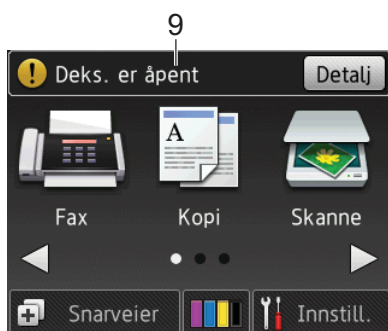 9
Deks. er åpent Detalj
A
Fax Kopi Skanne
Snarveier Innstill.